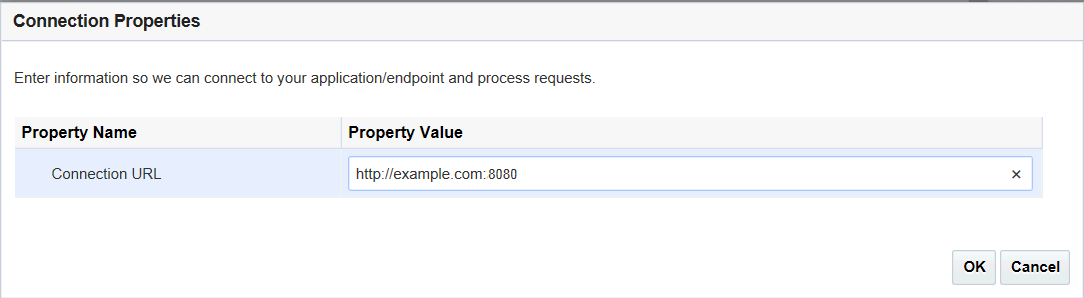 Connection Properties
Enter information so we can connect to your application/endpoint and process requests.
Property Name Property Value
Connection URL http://example.com:8080 ×
OK Cancel